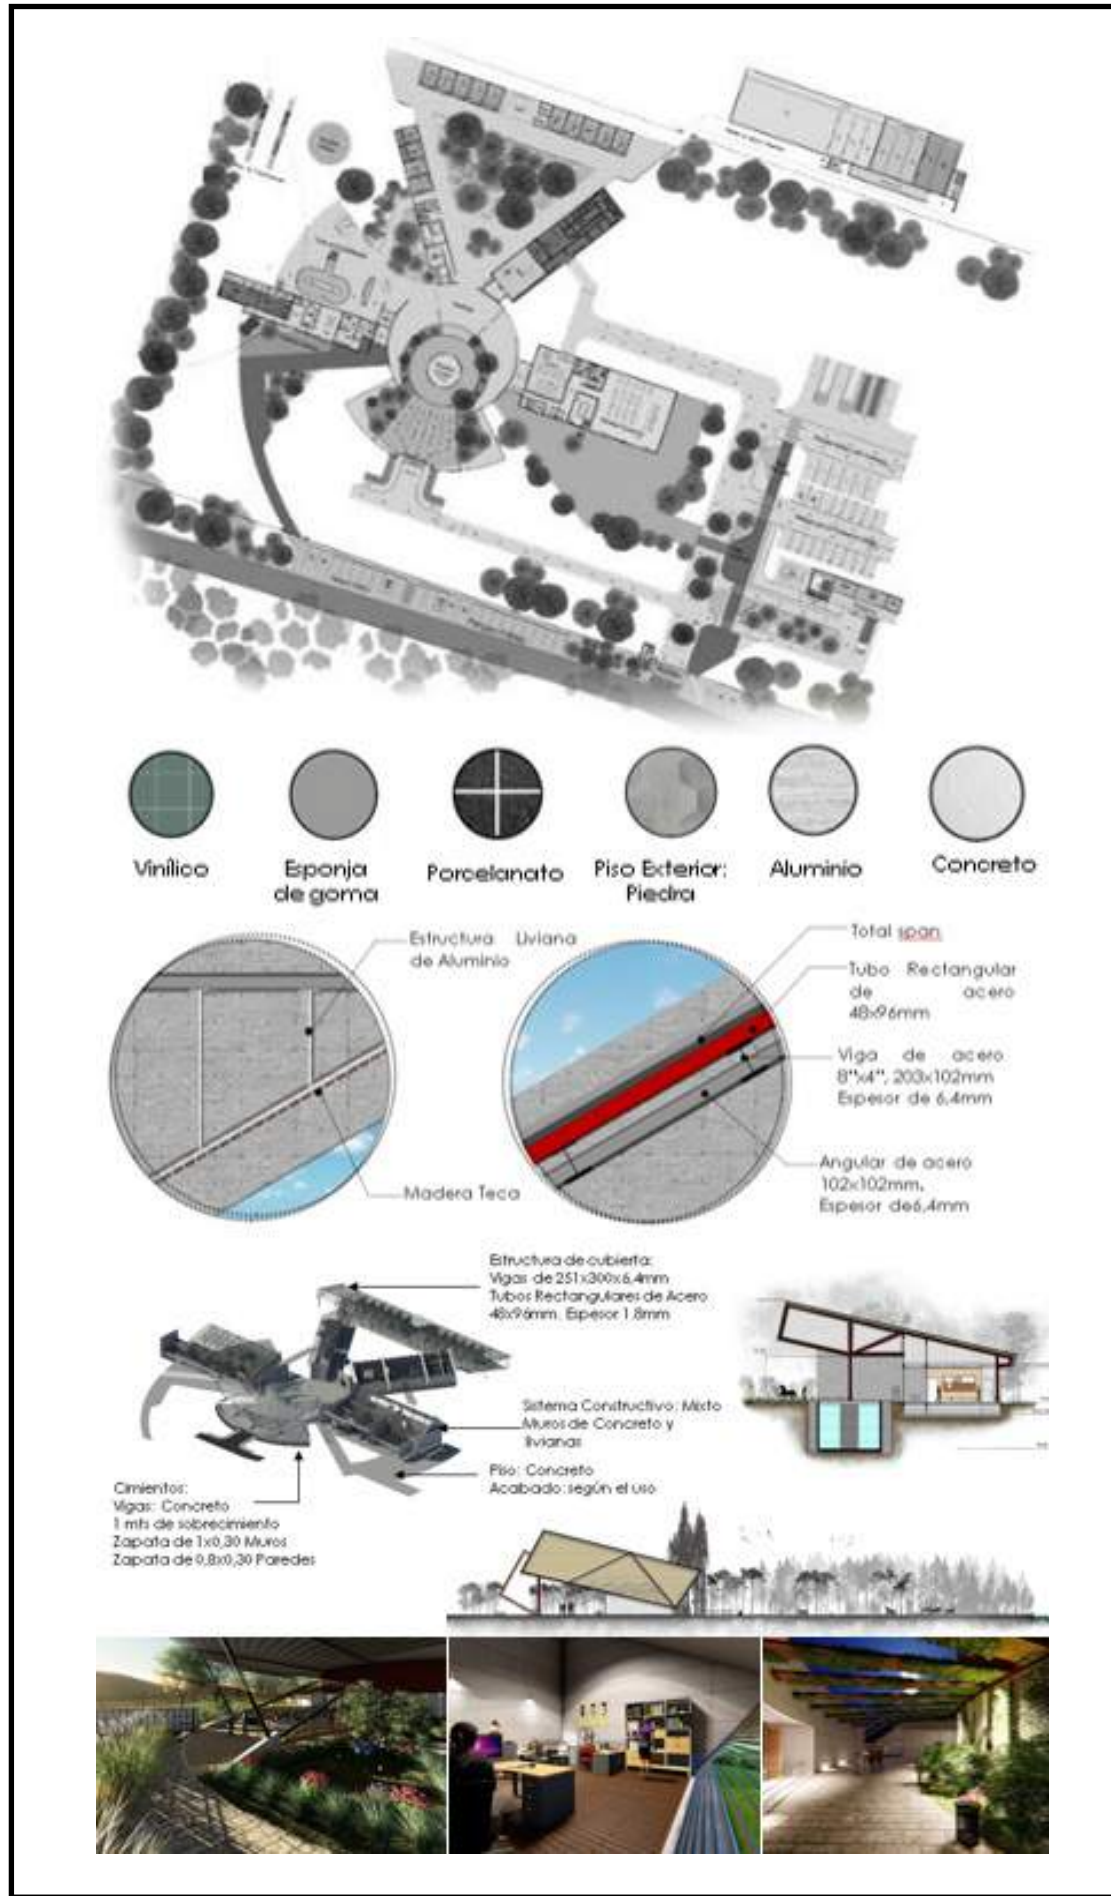 Vinílico
Esponja
de goma
Porcelanato
Piso Exterior:
Piedra
Aluminio
Concreto
Estructura Liviana
de Aluminio
Madera Teca
Total span
Tubo Rectangular
de acero
48x96mm
Viga de acero
8"x4", 203x102mm
Espesor de 6,4mm
Angular de acero
102x102mm,
Espesor de6,4mm
Estructura de cubierta:
Vigas de 251x300x6,4mm
Tubos Rectangulares de Acero
48x96mm. Espesor 1.8mm
Sistema Constructivo: Mixto
Muros de Concreto y
livianas
Piso: Concreto
Acabado: según el uso
Cimientos:
Vigas: Concreto
1 mts de sobrecimiento
Zapata de 1x0,30 Muros
Zapata de 0,8x0,30 Paredes